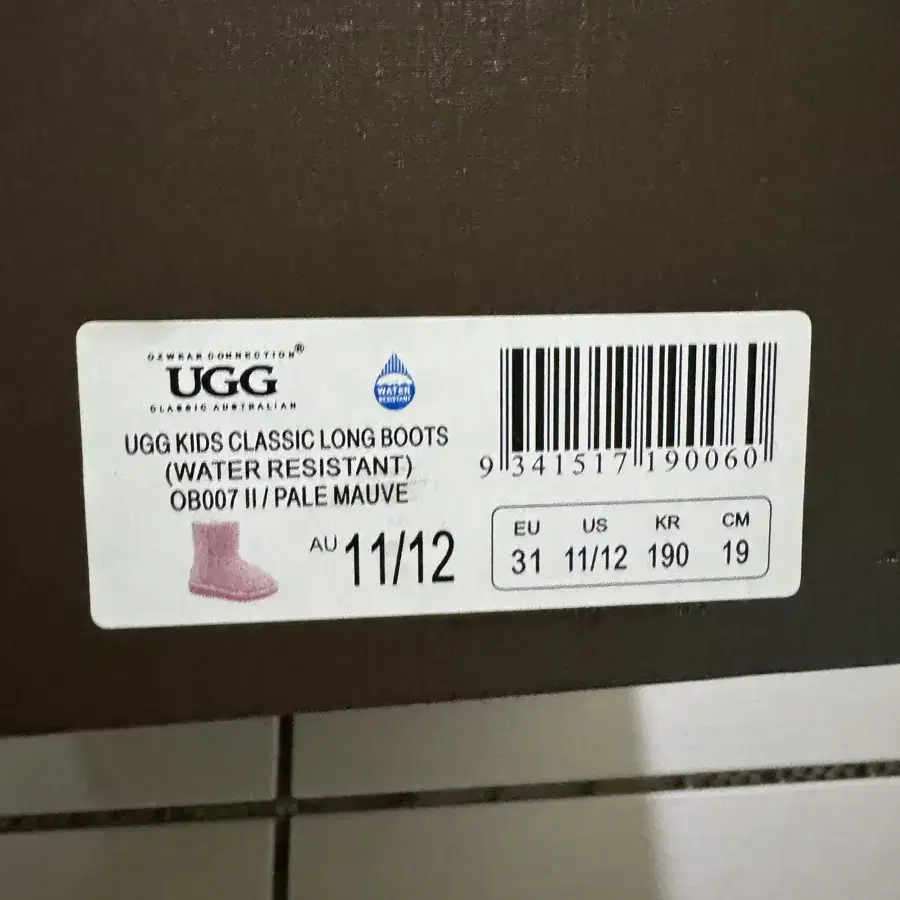 OZWEAR CONNECTION®
UGG
CLASSIC AUSTRALIAN
WATER
RESISTANT
UGG KIDS CLASSIC LONG BOOTS
(WATER RESISTANT)
OB007 II / PALE MAUVE
AU 11/12
9 341517 190060
EU US KR CM
31 11/12 190 19